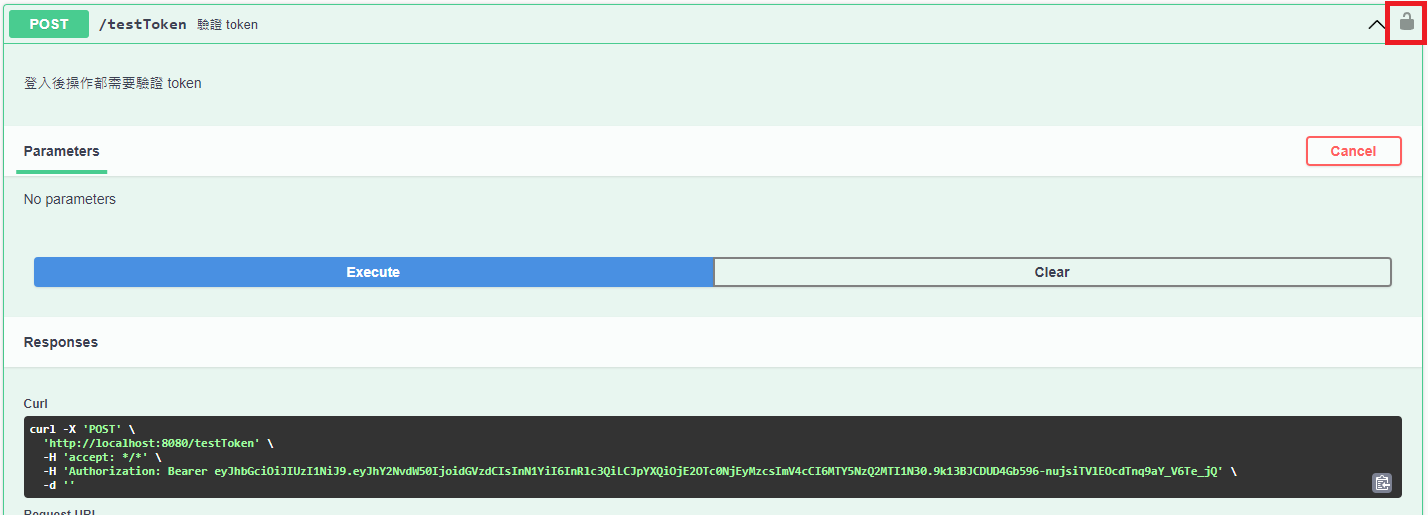 POST /testToken 驗證 token
登入後操作都需要驗證 token
Parameters
Cancel
No parameters
Execute
Clear
Responses
Curl
curl -X 'POST' \
'http://localhost:8080/testToken' \
-H 'accept: */*' \
-H 'Authorization: Bearer eyJhbGciOiJIUzI1NiJ9.eyJhY2NvdW50IjoidGVzdCIsInN1YiI6InRlc3QiLCJpYXQiOjE2OTc0NjEyMzcsImV4cCI6MTY5NzQ2MTI1N30.9k13BJCDUD4Gb596-nujsiTVlEOcdTnq9aY_V6Te_jQ' \
-d ''
Request URL